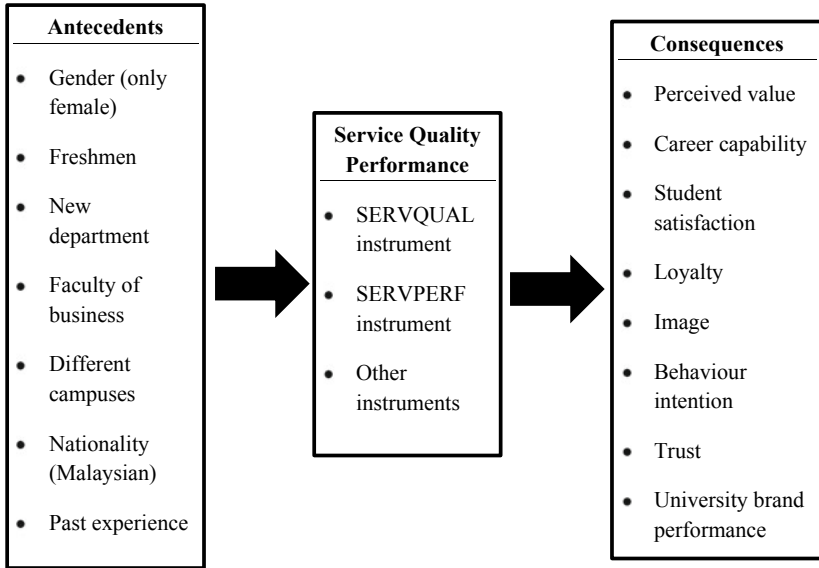 Antecedents
• Gender (only
female)
• Freshmen
• New
department
• Faculty of
business
• Different
campuses
• Nationality
(Malaysian)
• Past experience
Service Quality
Performance
• SERVQUAL
instrument
• SERVPERF
instrument
• Other
instruments
Consequences
• Perceived value
• Career capability
• Student
satisfaction
• Loyalty
• Image
• Behaviour
intention
• Trust
• University brand
performance